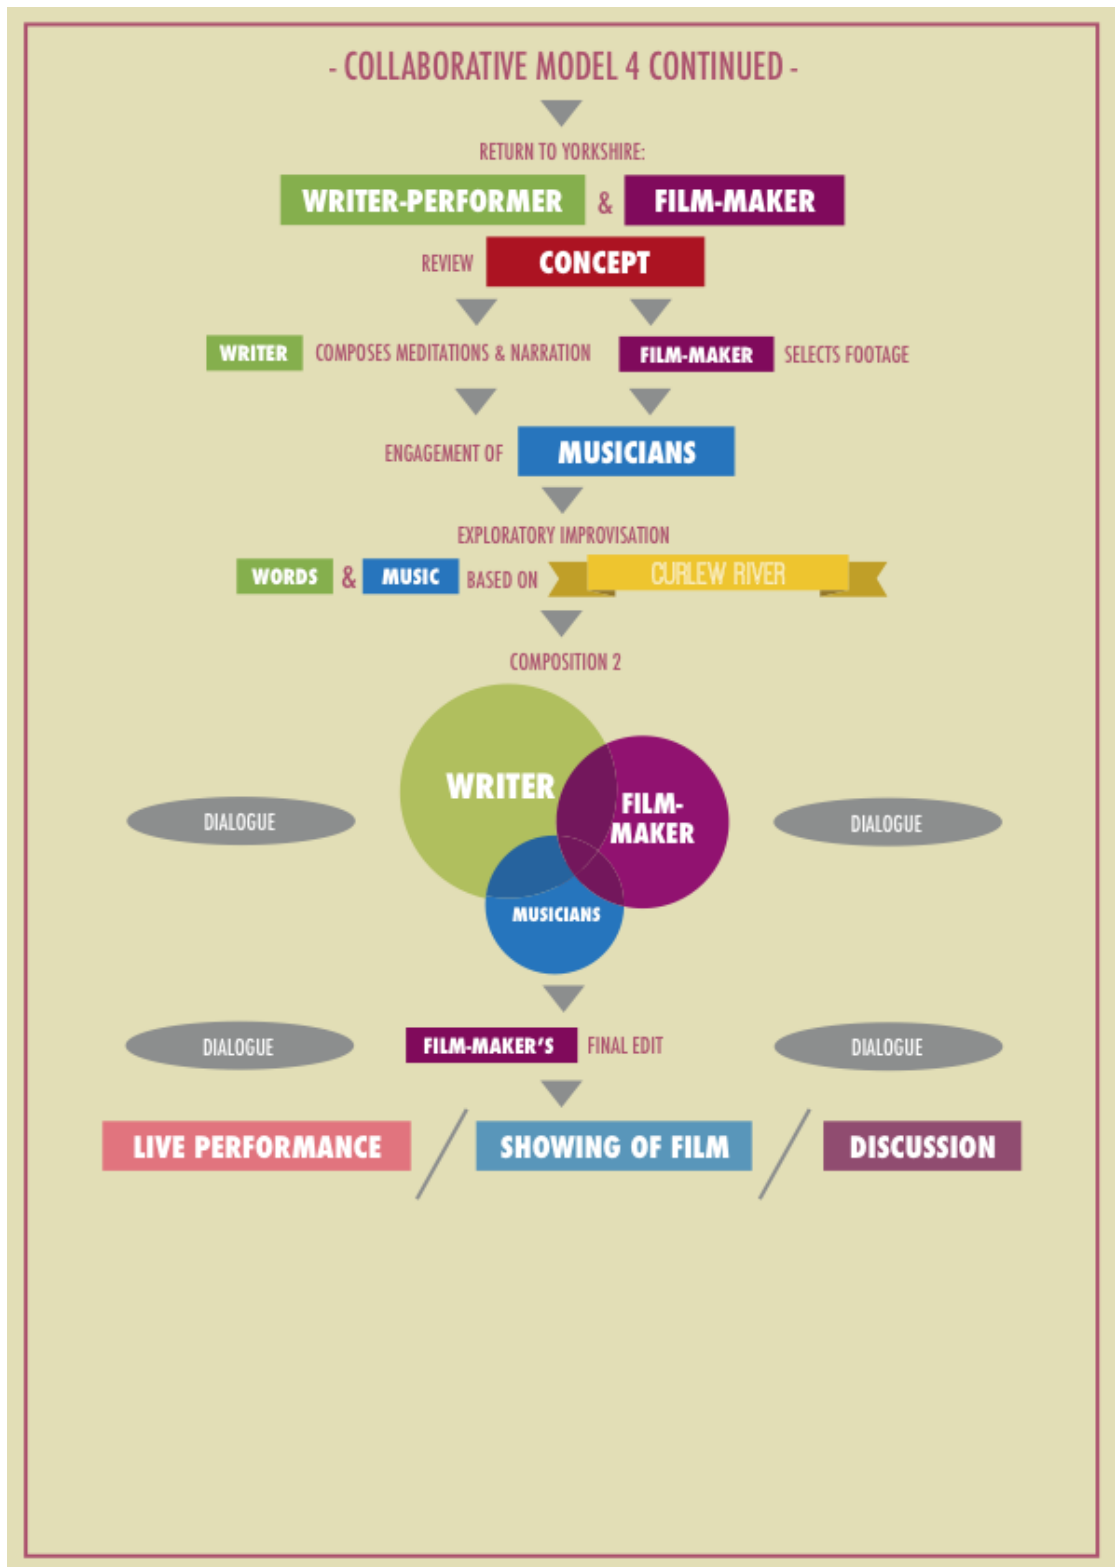 - COLLABORATIVE MODEL 4 CONTINUED -
RETURN TO YORKSHIRE:
WRITER-PERFORMER & FILM-MAKER
REVIEW CONCEPT
WRITER COMPOSES MEDITATIONS & NARRATION FILM-MAKER SELECTS FOOTAGE
ENGAGEMENT OF MUSICIANS
EXPLORATORY IMPROVISATION
WORDS & MUSIC BASED ON CURLEW RIVER
COMPOSITION 2
WRITER
FILM-
MAKER
DIALOGUE
DIALOGUE
MUSICIANS
DIALOGUE FILM-MAKER'S FINAL EDIT DIALOGUE
LIVE PERFORMANCE / SHOWING OF FILM / DISCUSSION